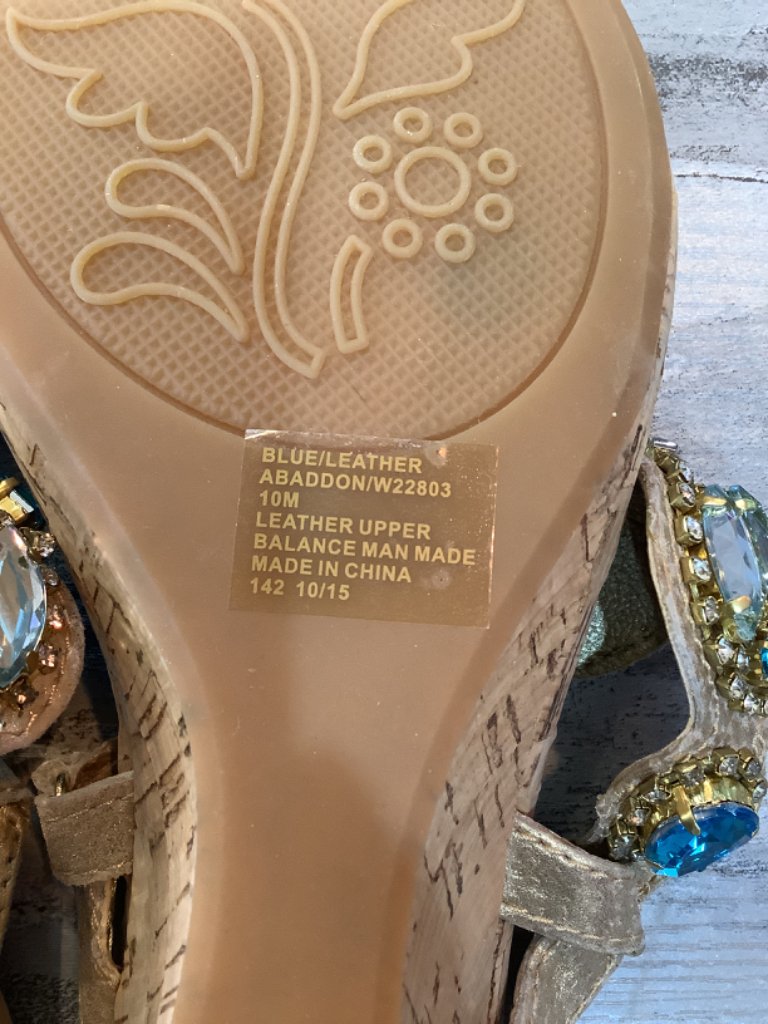 BLUE/LEATHER
ABADDON/W22803
10M
LEATHER UPPER
BALANCE MAN MADE
MADE IN CHINA
142 10/15